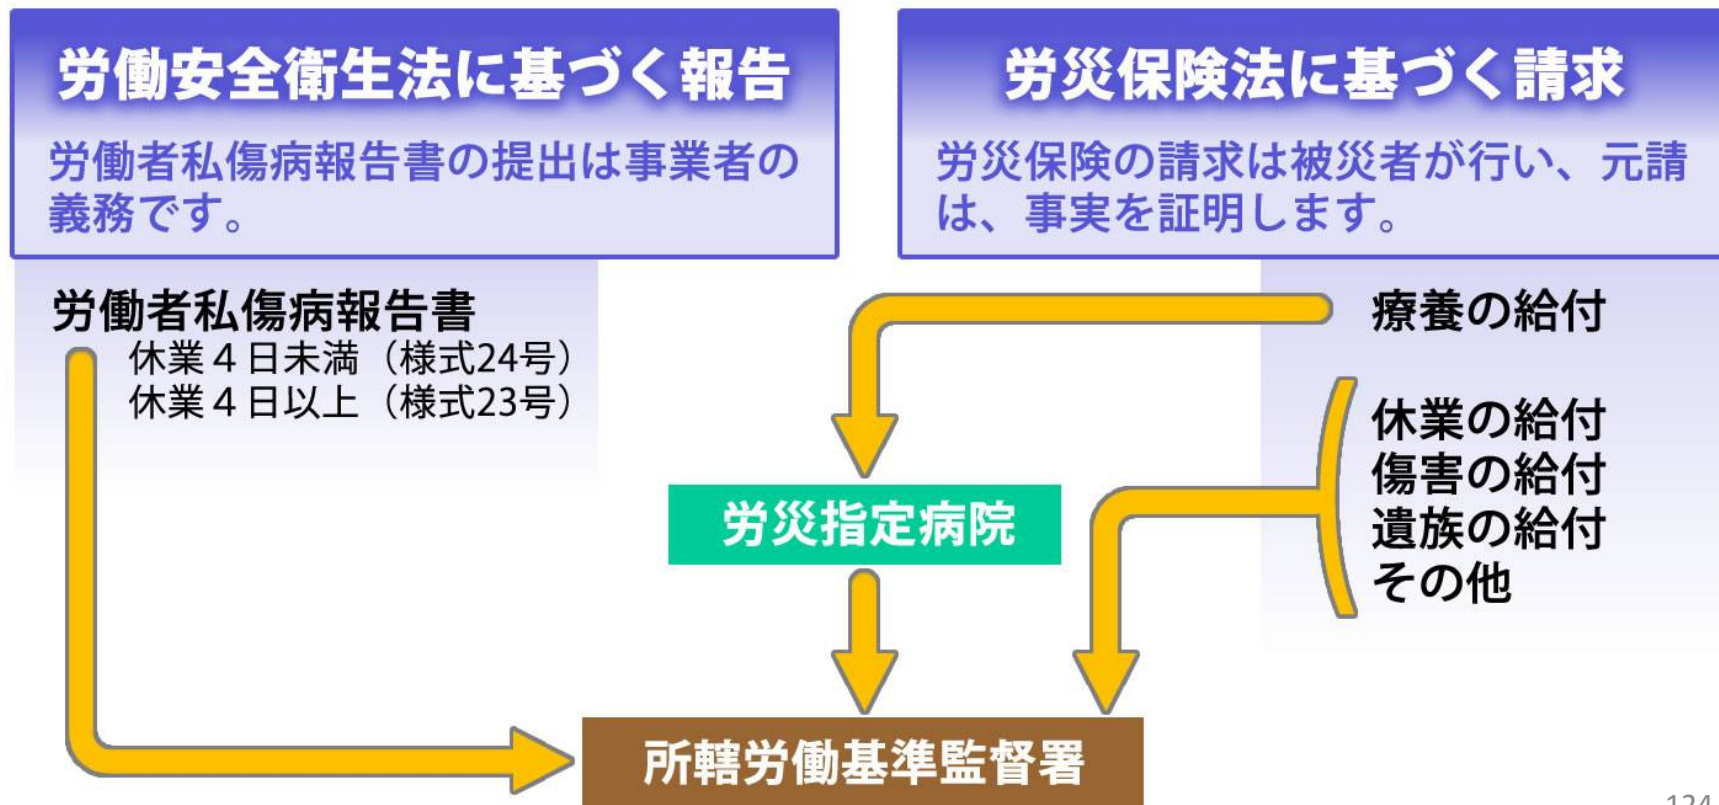 労働安全衛生法に基づく報告
労働者私傷病報告書の提出は事業者の
義務です。
労働者私傷病報告書
休業４日未満（様式24号）
休業４日以上（様式23号）
労災保険法に基づく請求
労災保険の請求は被災者が行い、元請
は、事実を証明します。
療養の給付
休業の給付
傷害の給付
遺族の給付
その他
労災指定病院
所轄労働基準監督署
124